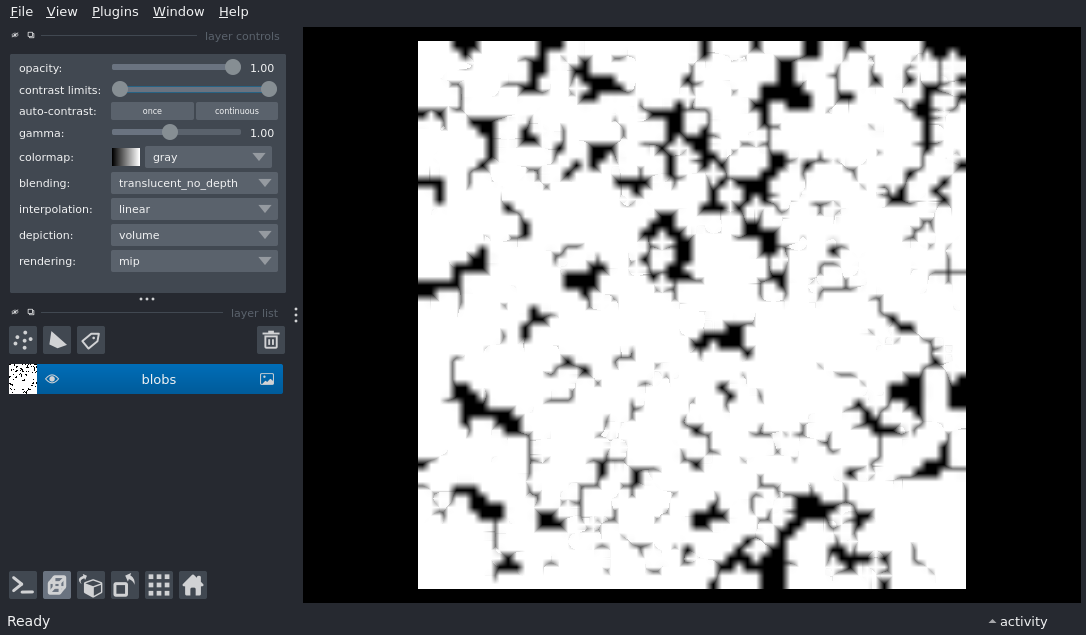 File View Plugins Window Help
layer controls
opacity: 1.00
contrast limits:
auto-contrast: once continuous
gamma: 1.00
colormap: gray
blending: translucent_no_depth
interpolation: linear
depiction: volume
rendering: mip
layer list
blobs
Ready activity